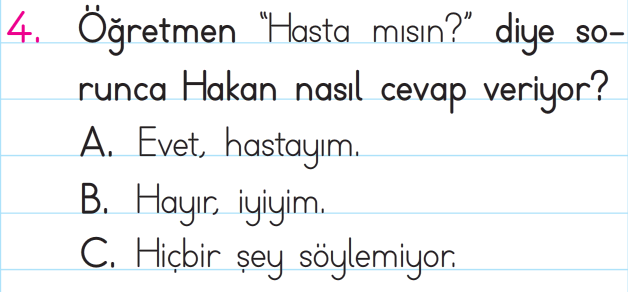 4. Öğretmen "Hasta mısın?" diye so-
runca Hakan nasıl cevap veriyor?
A. Evet, hastayım.
B. Hayır, iyiyim.
C. Hiçbir şey söylemiyor.